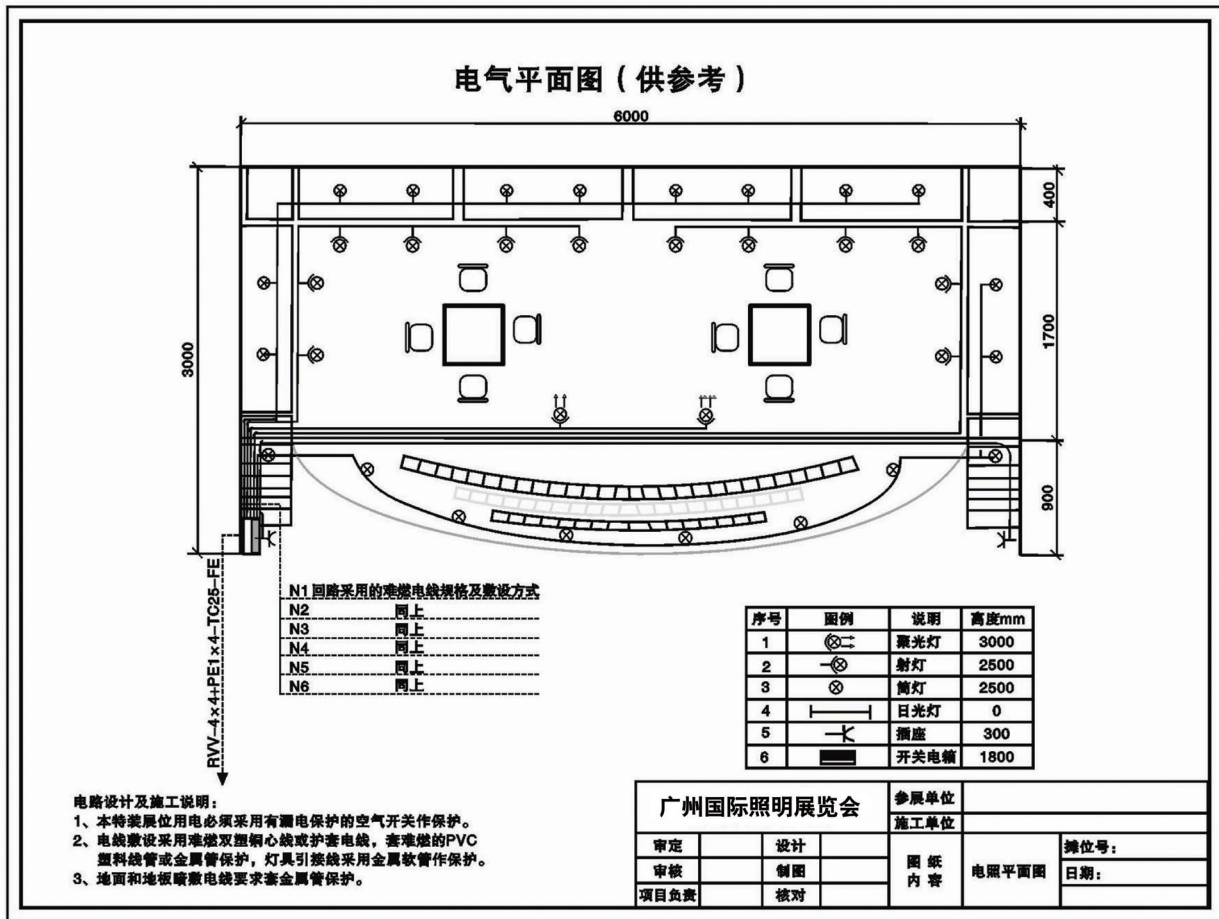 电气平面图（供参考）
6000
3000
400
1700
900
RVV-4×4+PE1×4-TC25-FE
N1 回路采用的难燃电线规格及敷设方式
N2 同上
N3 同上
N4 同上
N5 同上
N6 同上
序号 图例 说明 高度mm
1 聚光灯 3000
2 射灯 2500
3 筒灯 2500
4 日光灯 0
5 插座 300
6 开关电箱 1800
电路设计及施工说明：
1、本特装展位用电必须采用有漏电保护的空气开关作保护。
2、电线敷设采用难燃双塑铜心线或护套电线，套难燃的PVC
塑料线管或金属管保护，灯具引接线采用金属软管作保护。
3、地面和地板暗敷电线要求套金属管保护。
广州国际照明展览会
参展单位
施工单位
审定 设计
审核 制图
项目负责 核对
图纸
内容
电照平面图
摊位号：
日期：